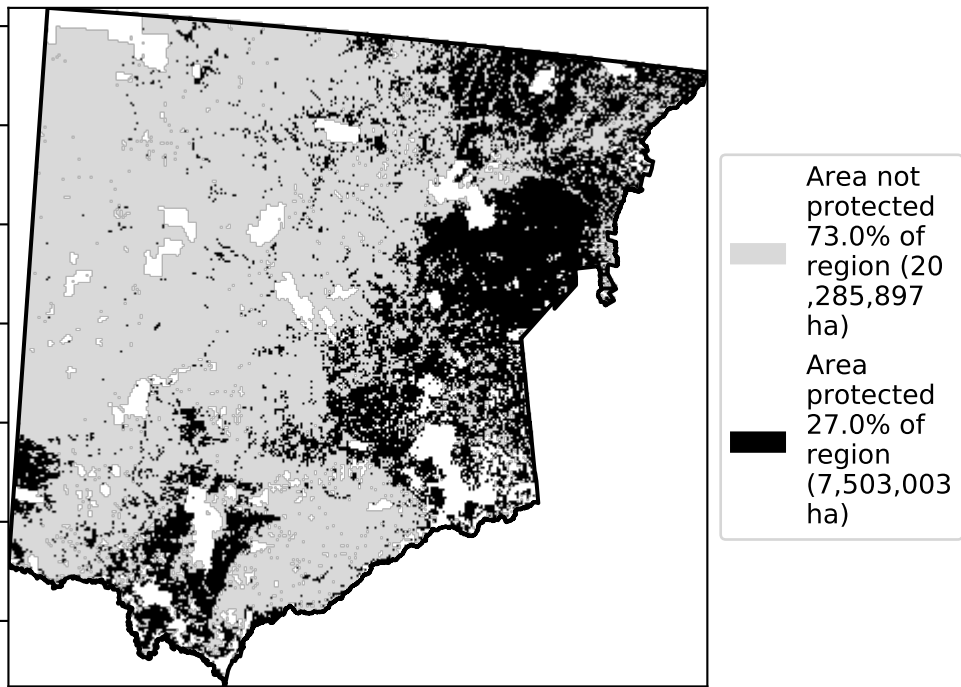 Area not
protected
73.0% of
region (20
,285,897
ha)
Area
protected
27.0% of
region
(7,503,003
ha)